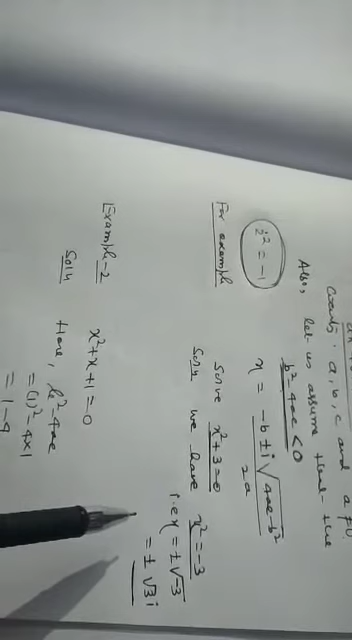 coeffs. a, b, c and a ≠ 0.
Also, let us assume that the
b² - 4ac < 0
x = -b ± i √4ac - b² / 2a
i² = -1
For example Solve x² + 3 = 0
Soln We have x² = -3
i.e x = ± √-3
= ± √3 i
Example-2 x² + x + 1 = 0
Soln Here, b² - 4ac
= (1)² - 4×1
= 1 - 4